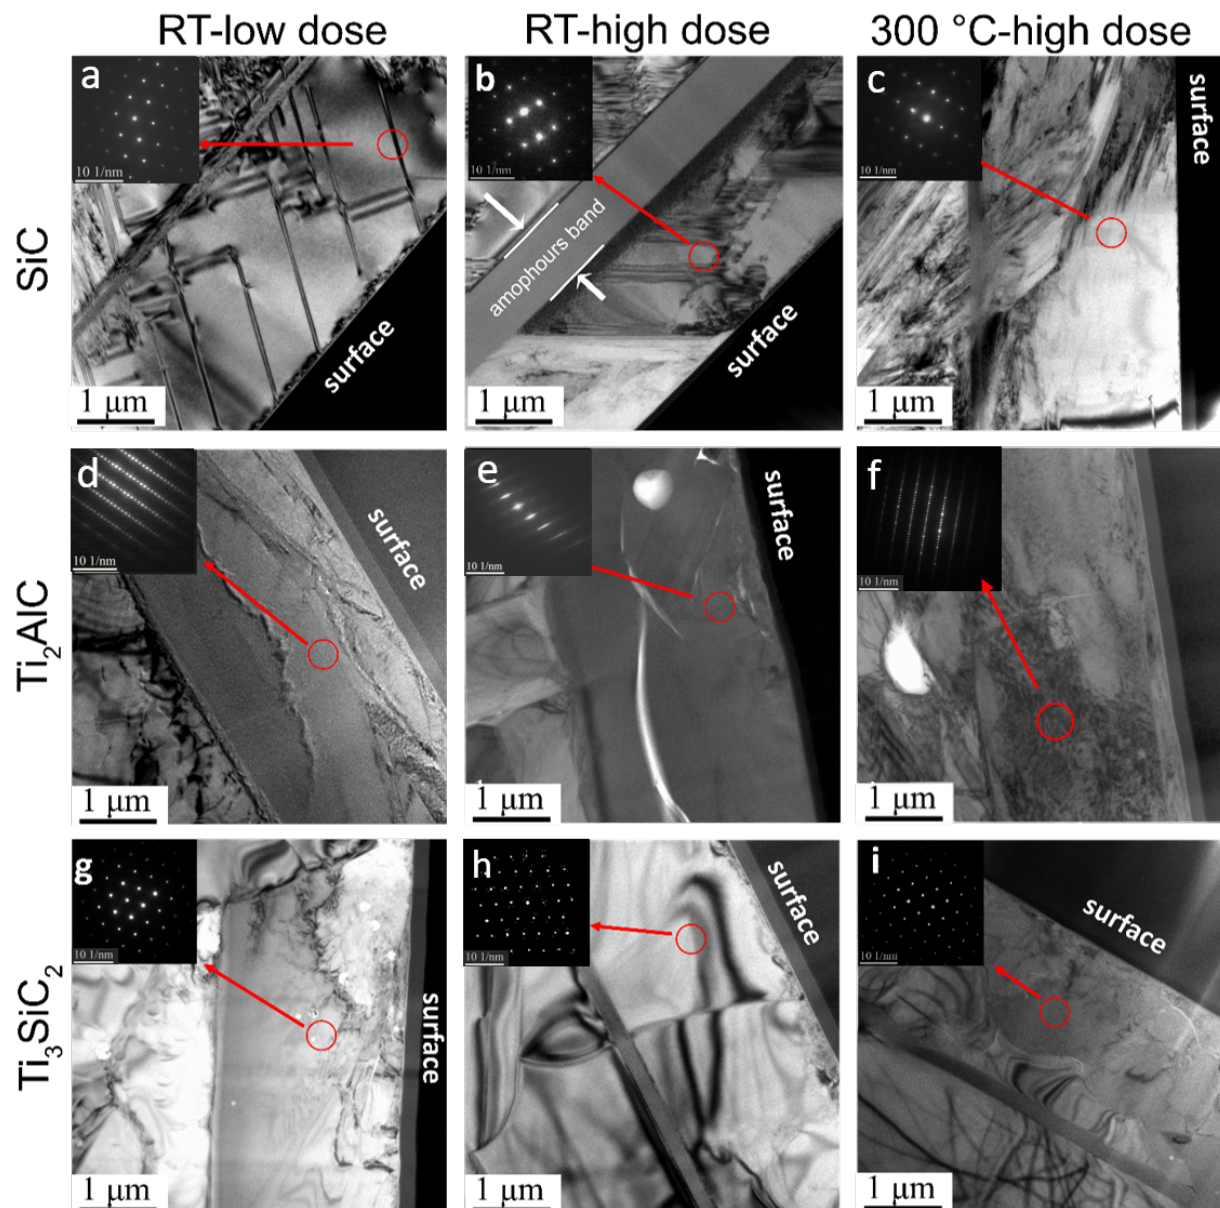 RT-low dose
RT-high dose
300 °C-high dose
SiC
a
10 1/nm
surface
1 μm
b
10 1/nm
amophours band
surface
1 μm
c
10 1/nm
surface
1 μm
Ti₂AlC
d
10 1/nm
surface
1 μm
e
10 1/nm
surface
1 μm
f
10 1/nm
1 μm
Ti₃SiC₂
g
10 1/nm
surface
1 μm
h
10 1/nm
surface
1 μm
i
10 1/nm
surface
1 μm